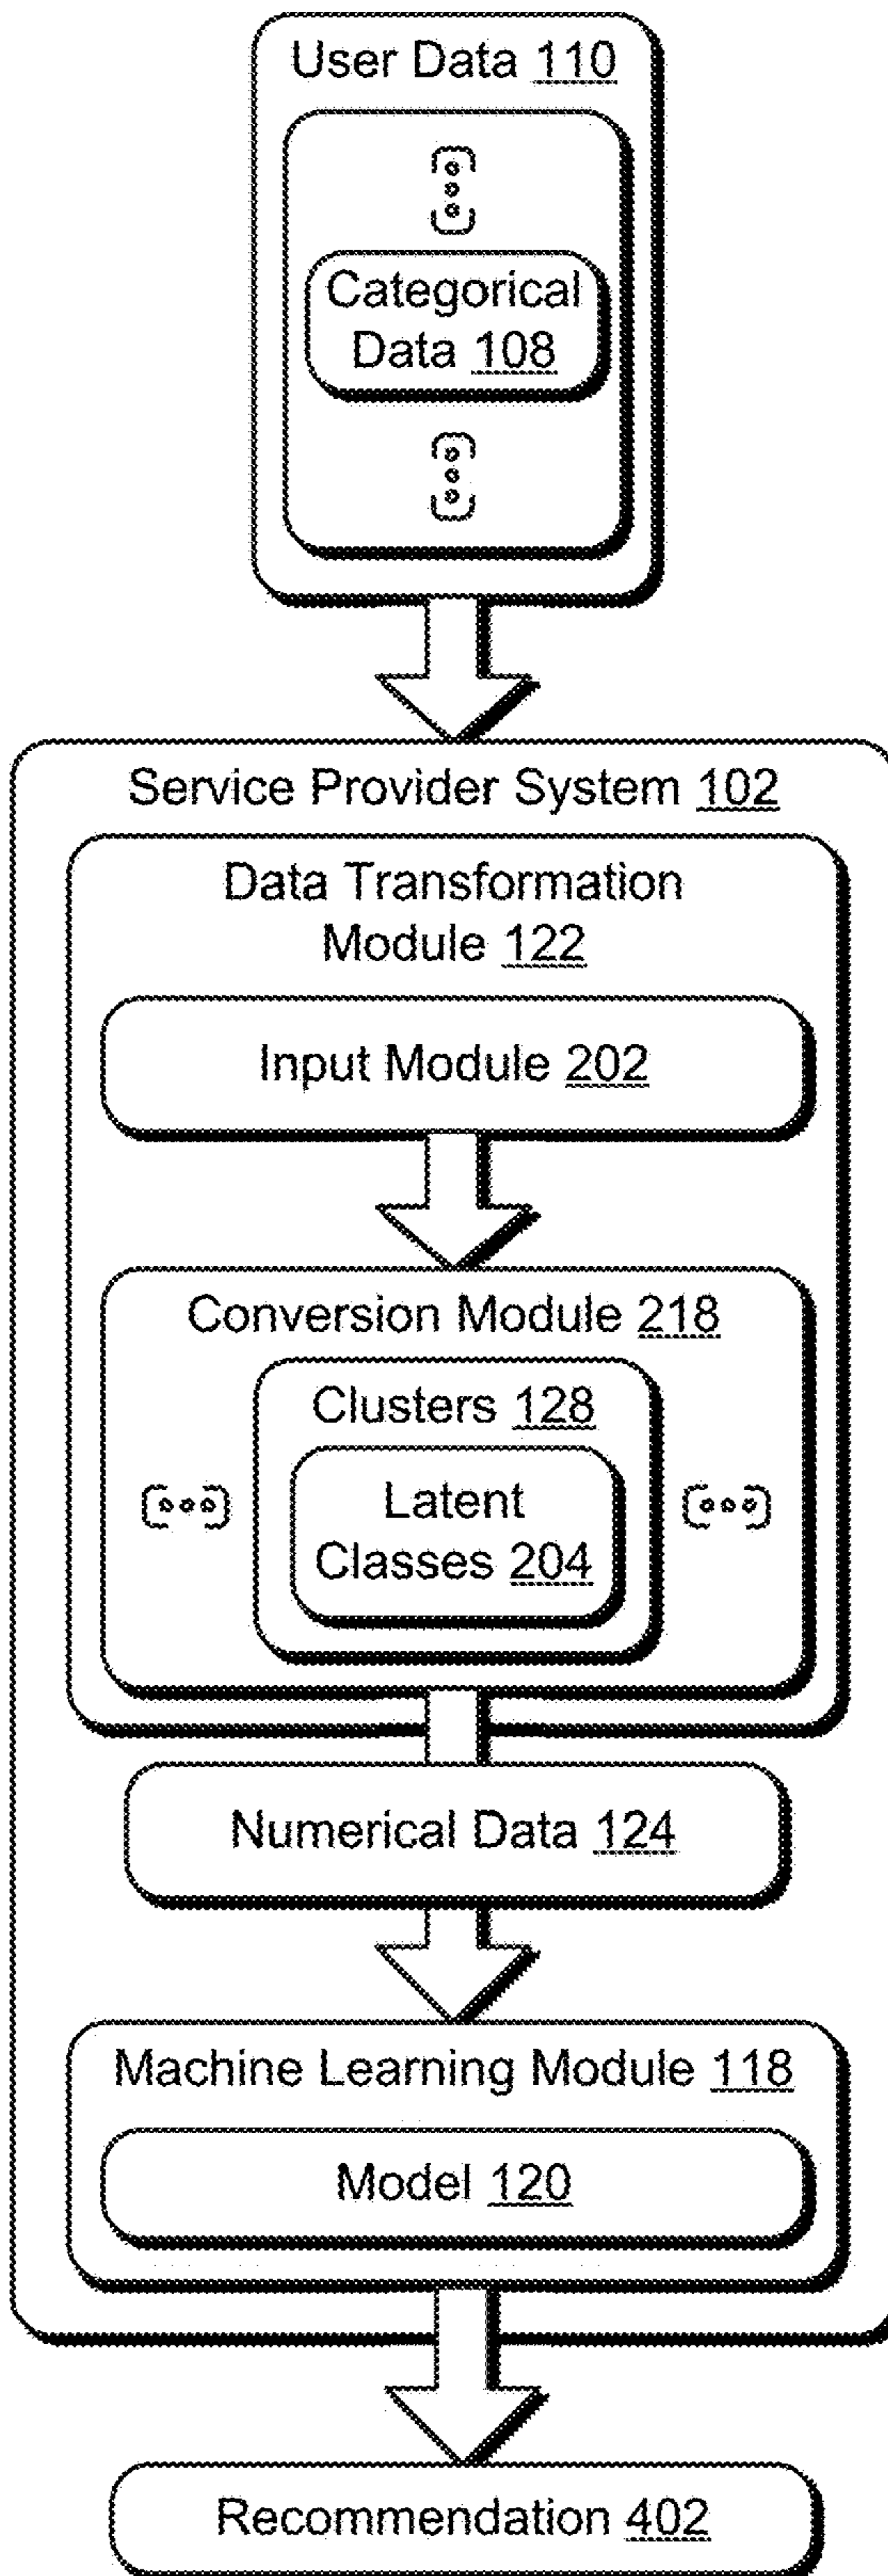 User Data 110
Categorical
Data 108
Service Provider System 102
Data Transformation
Module 122
Input Module 202
Conversion Module 218
Clusters 128
Latent
Classes 204
Numerical Data 124
Machine Learning Module 118
Model 120
Recommendation 402